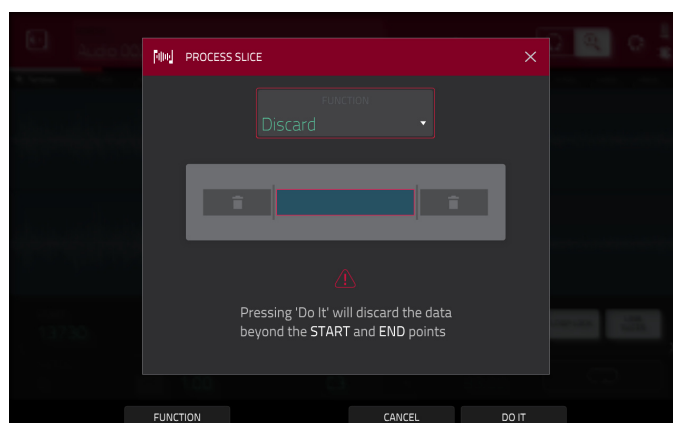 PROCESS SLICE
FUNCTION
Discard
Pressing 'Do It' will discard the data
beyond the START and END points
FUNCTION
CANCEL
DO IT